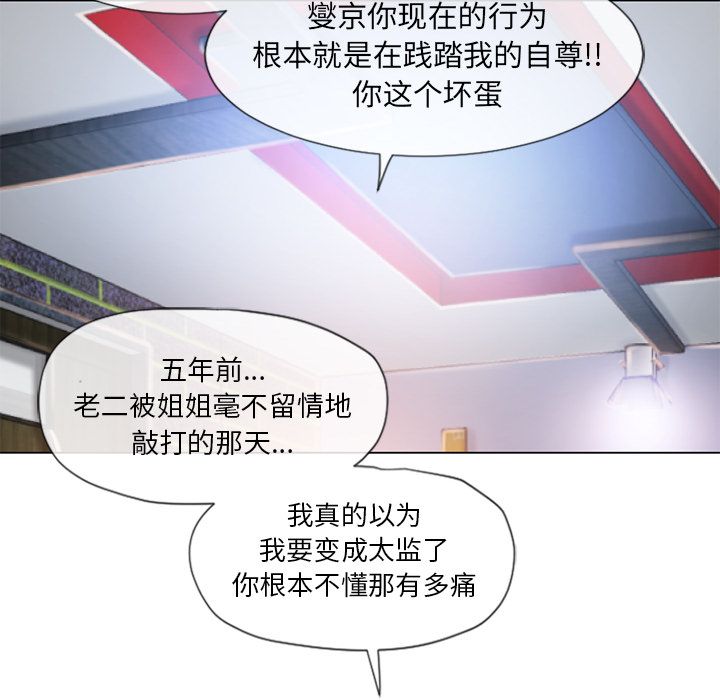 燮京你现在的行为
根本就是在践踏我的自尊!!
你这个坏蛋
五年前...
老二被姐姐毫不留情地
敲打的那天...
我真的以为
我要变成太监了
你根本不懂那有多痛